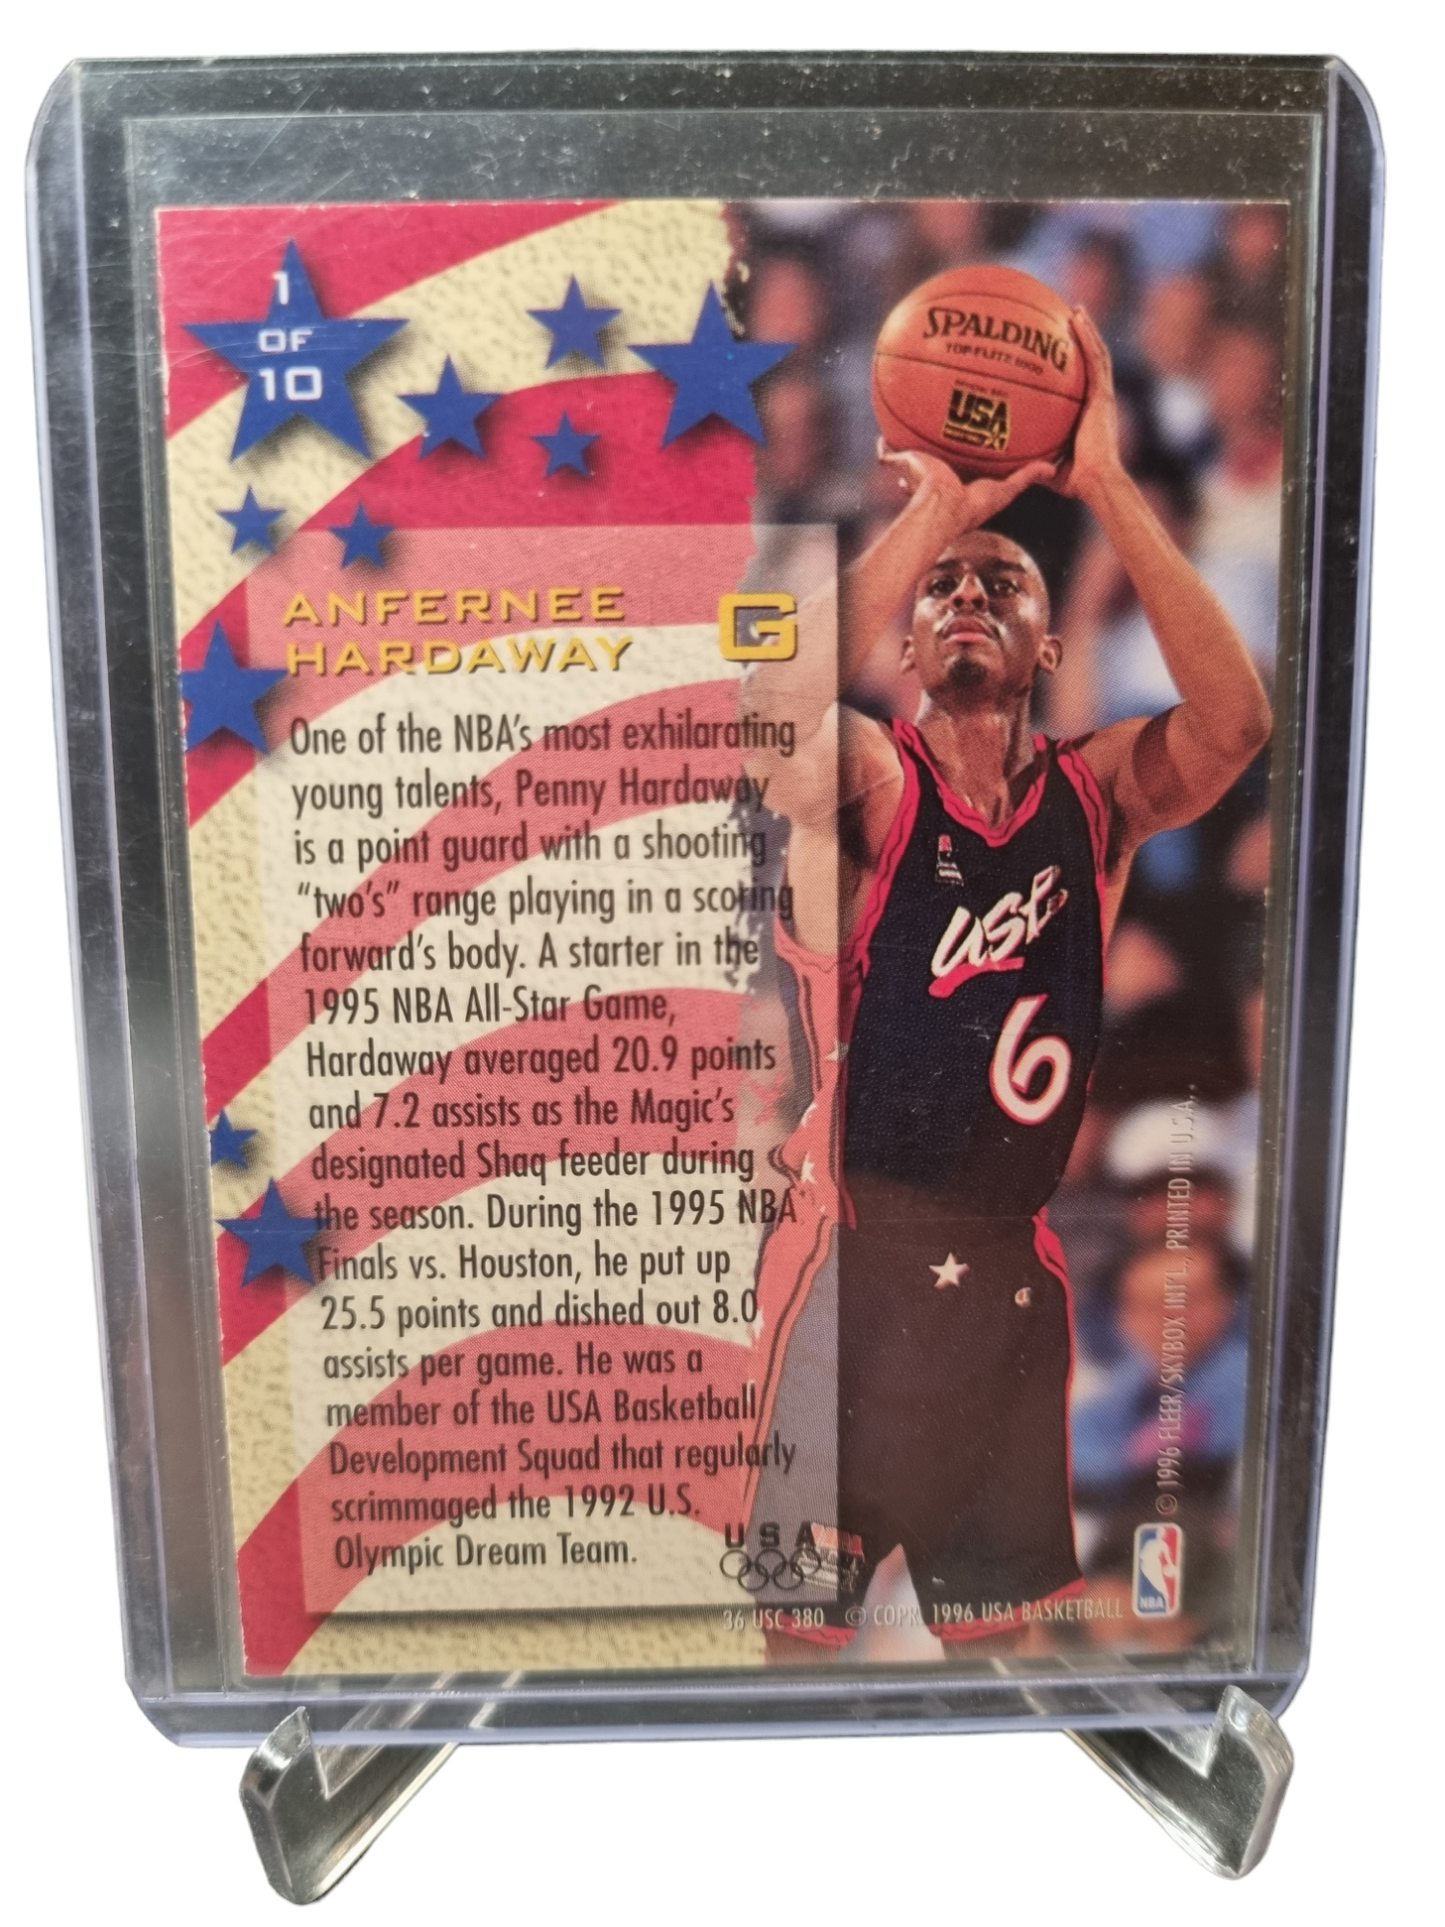 1
OF
10
SPALDING
TOP-FLITE 9000
USA
ANFERNEE
HARDAWAY
G
One of the NBA's most exhilarating
young talents, Penny Hardaway
is a point guard with a shooting
“two's” range playing in a scoring
forward's body. A starter in the
1995 NBA All-Star Game,
Hardaway averaged 20.9 points
and 7.2 assists as the Magic's
designated Shaq feeder during
the season. During the 1995 NBA
Finals vs. Houston, he put up
25.5 points and dished out 8.0
assists per game. He was a
member of the USA Basketball
Development Squad that regularly
scrimmaged the 1992 U.S.
Olympic Dream Team.
USA
6
USA
36 USC 380 © COPR. 1996 USA BASKETBALL
© 1996 FLEER/SKYBOX INT'L., PRINTED IN U.S.A.
NBA